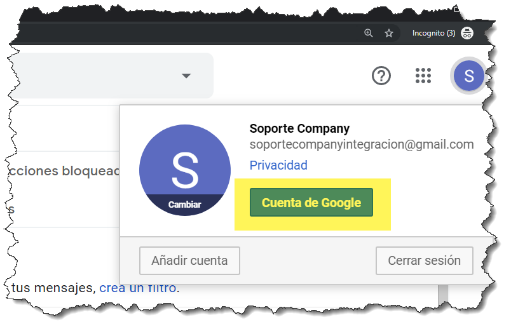 Incognito (3)
S
Soporte Company
soportecompanyintegracion@gmail.com
S
Privacidad
cciones bloquead
Cambiar
Cuenta de Google
s
Añadir cuenta
Cerrar sesión
tus mensajes, crea un filtro.